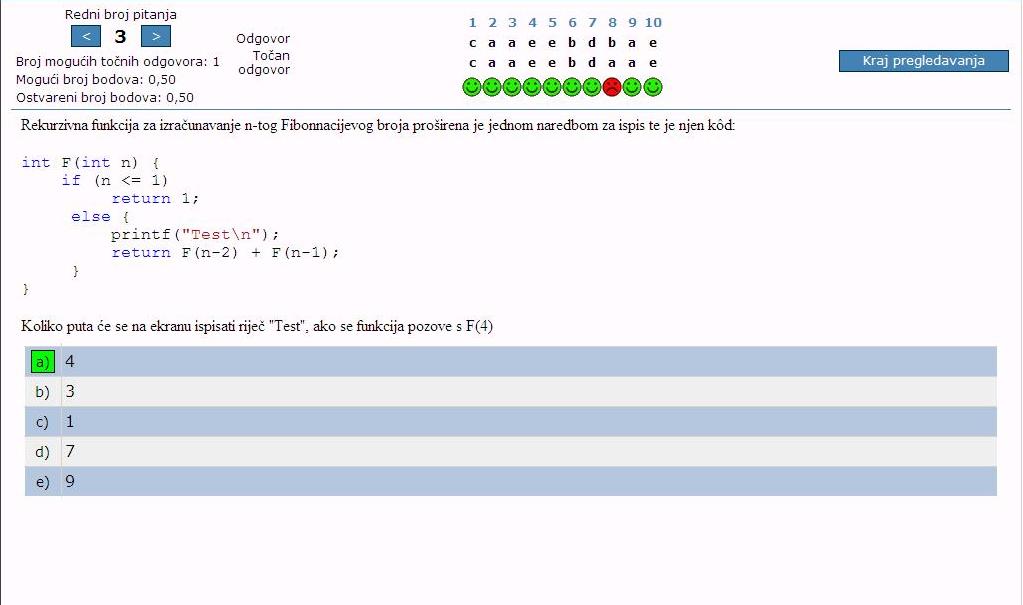 Redni broj pitanja
< 3 >
Broj mogućih točnih odgovora: 1
Mogući broj bodova: 0,50
Ostvareni broj bodova: 0,50
1 2 3 4 5 6 7 8 9 10
Odgovor c a a e e b d b a e
Točan odgovor c a a e e b d a a e
Kraj pregledavanja
Rekurzivna funkcija za izračunavanje n-tog Fibonnacijevog broja proširena je jednom naredbom za ispis te je njen kôd:
int F(int n) {
if (n <= 1)
return 1;
else {
printf("Test\n");
return F(n-2) + F(n-1);
}
}
Koliko puta će se na ekranu ispisati riječ "Test", ako se funkcija pozove s F(4)
a) 4
b) 3
c) 1
d) 7
e) 9